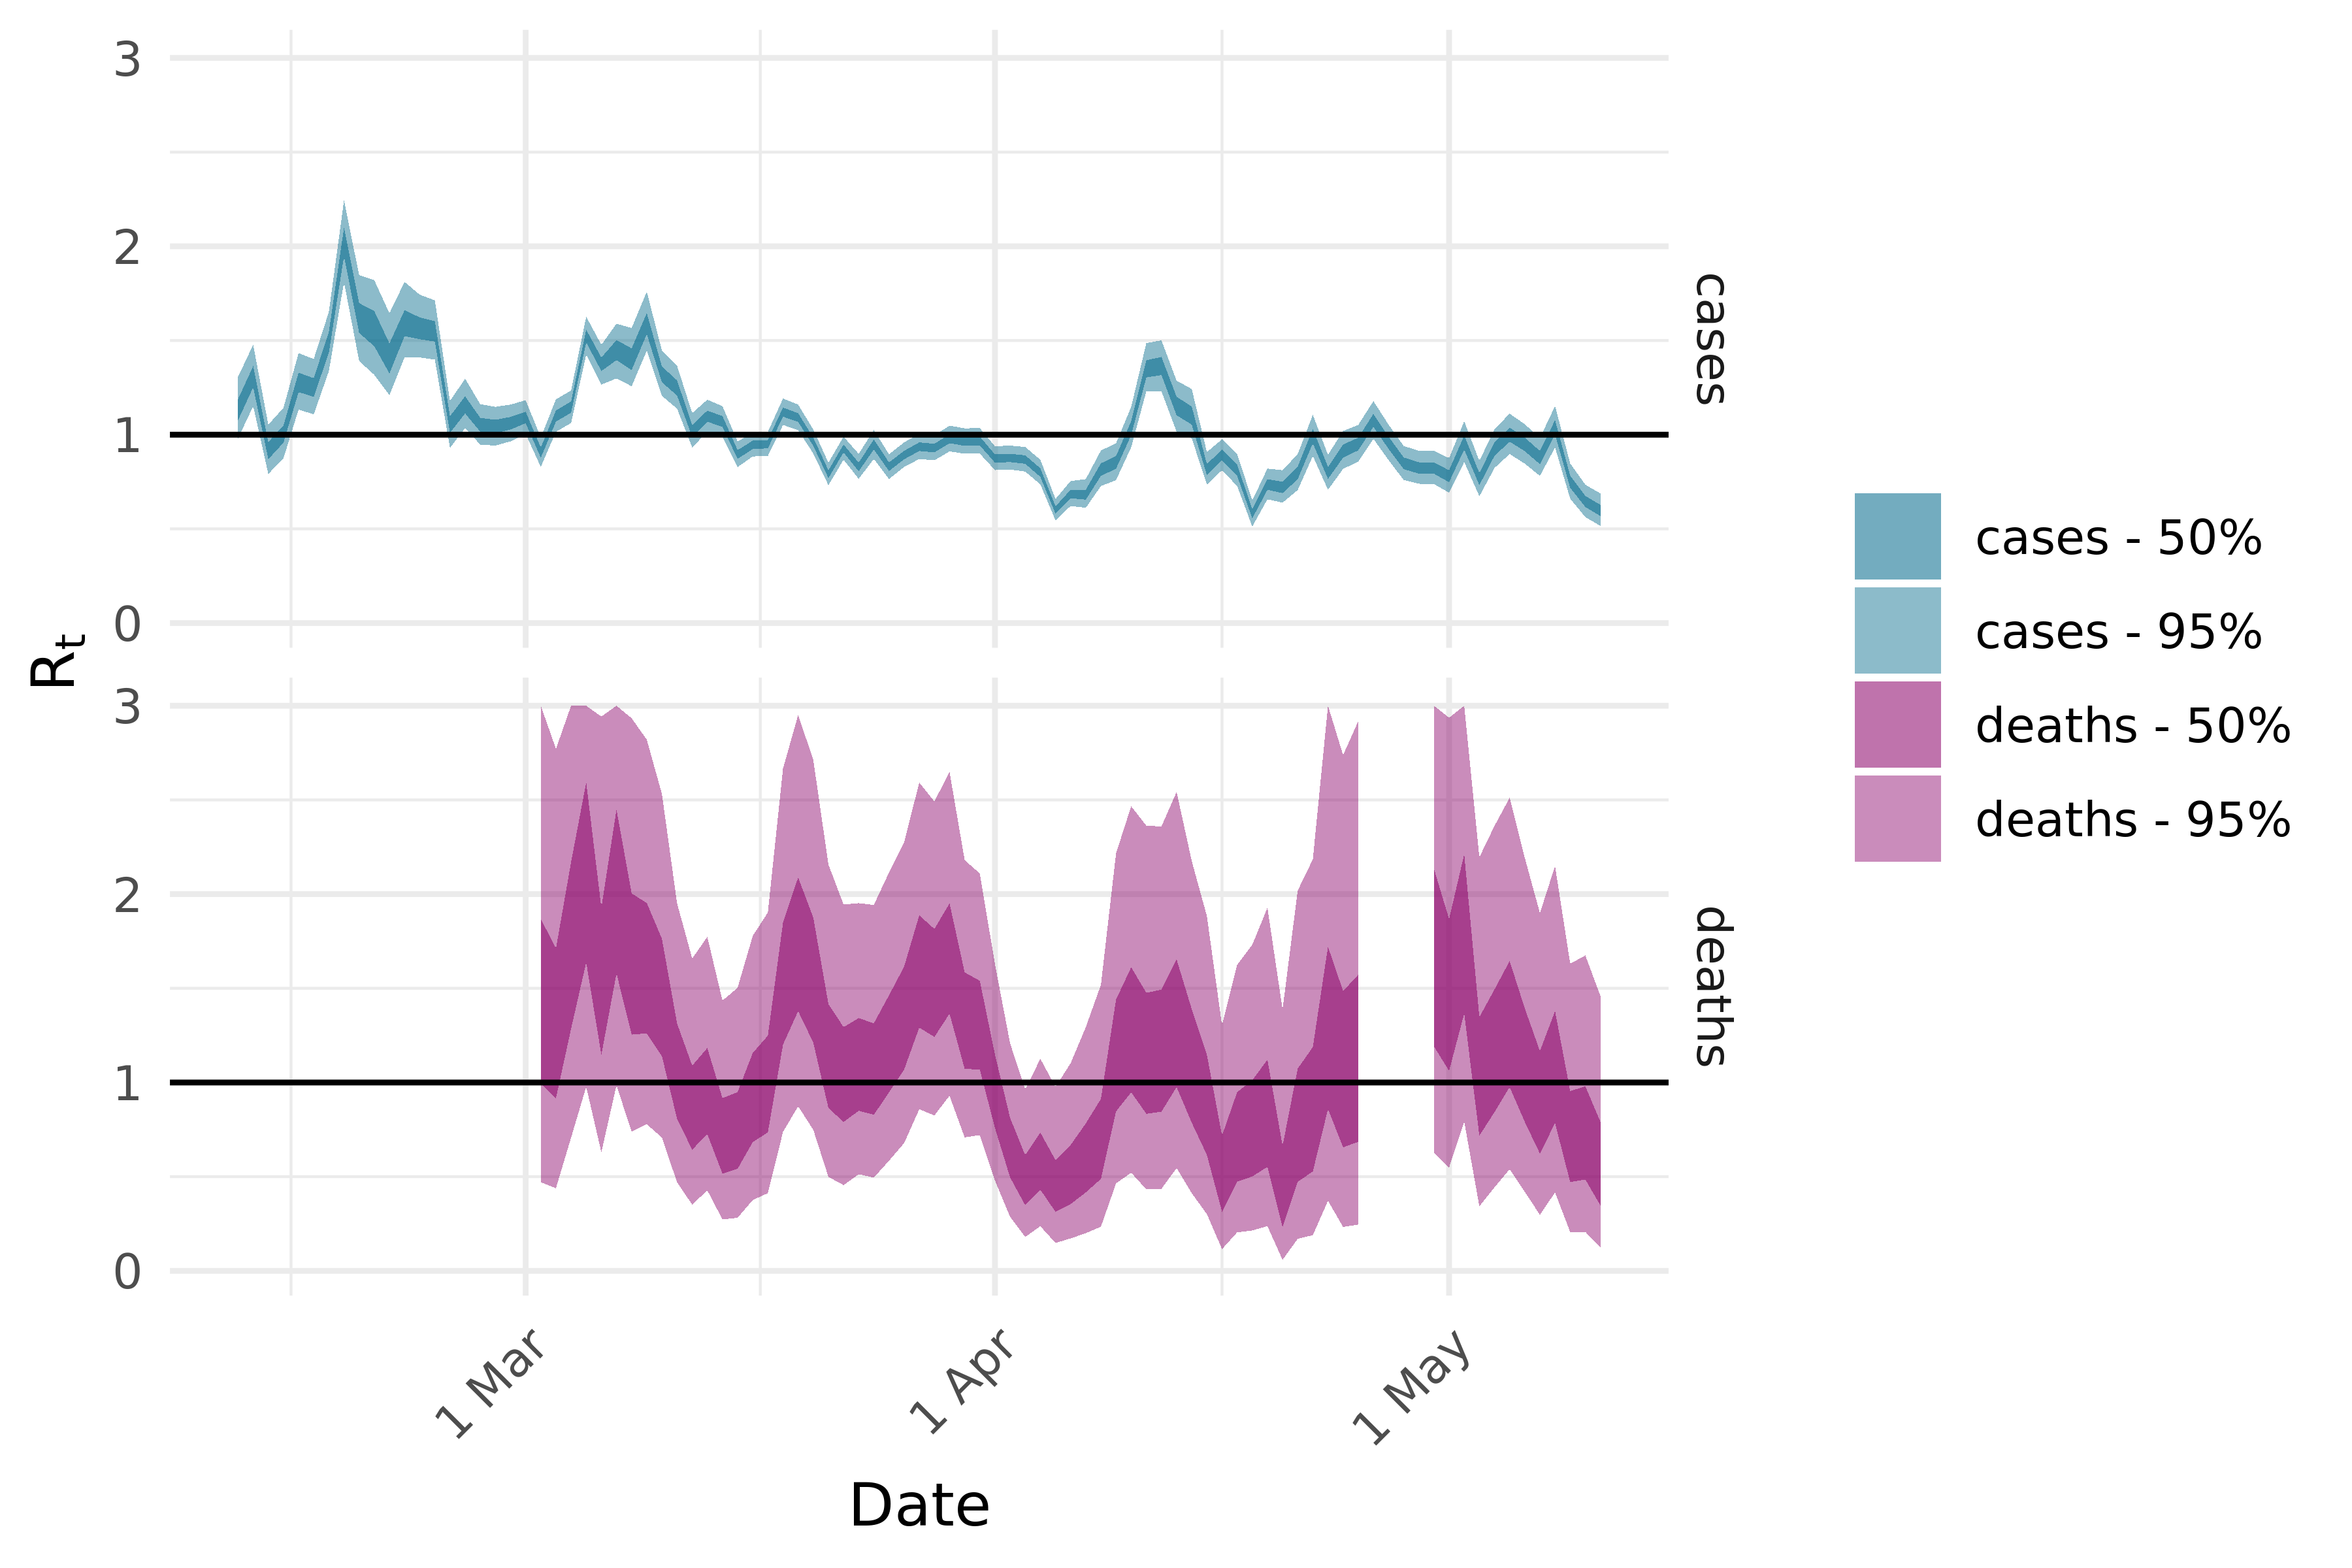 3
2
1
0
cases
3
2
1
0
deaths
Rt
1 Mar
1 Apr
1 May
Date
cases - 50%
cases - 95%
deaths - 50%
deaths - 95%